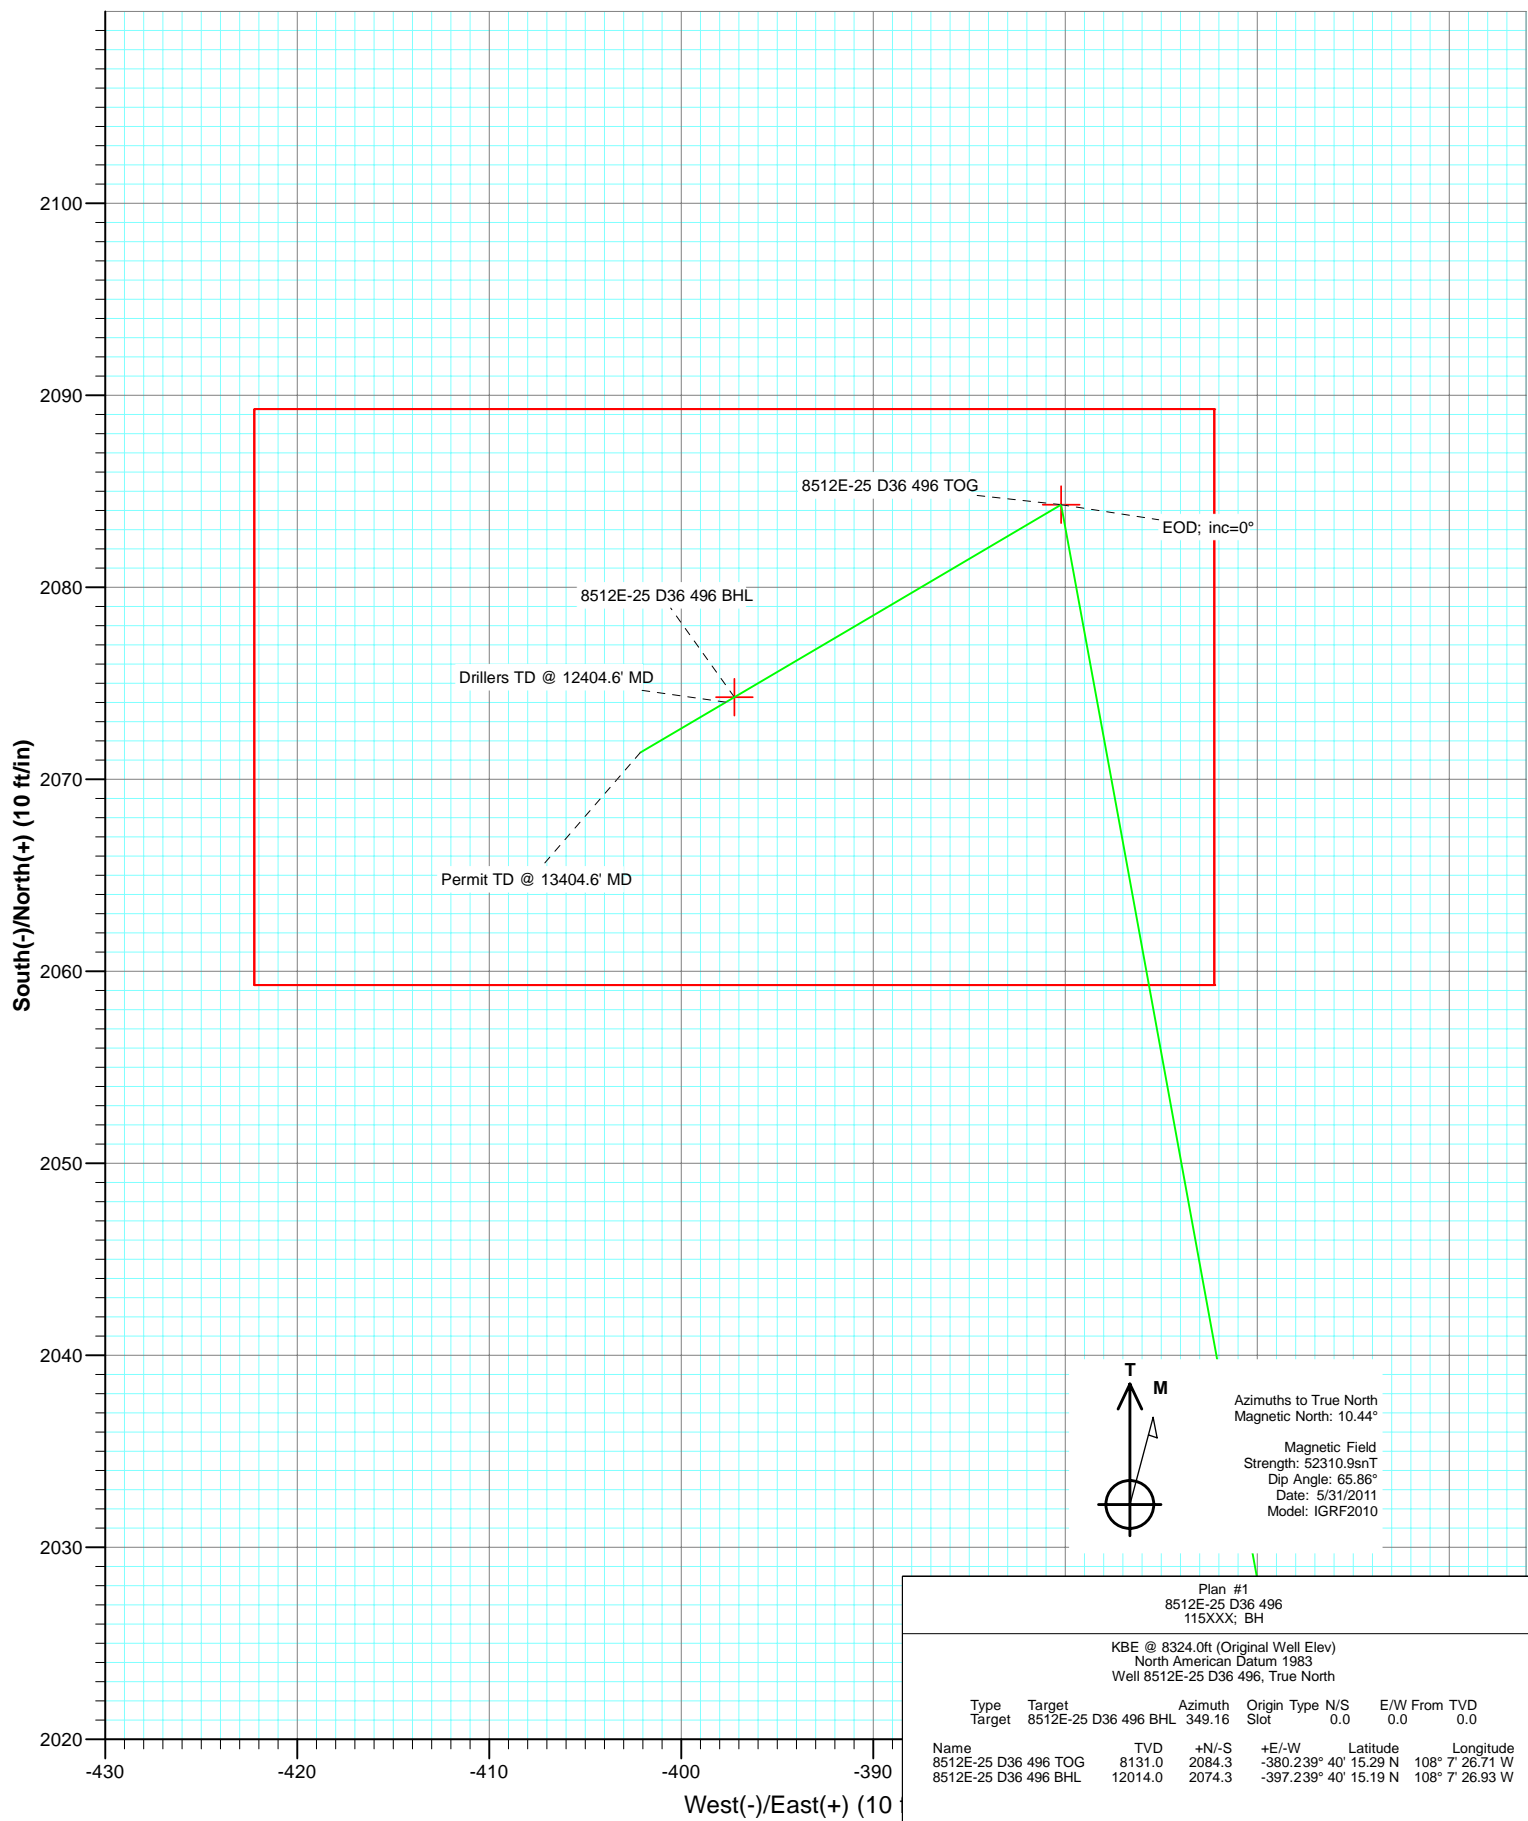 2100
2090
8512E-25 D36 496 TOG
EOD; inc=0°
2080
8512E-25 D36 496 BHL
Drillers TD @ 12404.6' MD
2070
Permit TD @ 13404.6' MD
South(-)/North(+) (10 ft/in)
2060
2050
2040
2030
2020
T
M
Azimuths to True North
Magnetic North: 10.44°
Magnetic Field
Strength: 52310.9snT
Dip Angle: 65.86°
Date: 5/31/2011
Model: IGRF2010
Plan #1
8512E-25 D36 496
115XXX; BH
KBE @ 8324.0ft (Original Well Elev)
North American Datum 1983
Well 8512E-25 D36 496, True North
Type Target Azimuth Origin Type N/S E/W From TVD
Target 8512E-25 D36 496 BHL 349.16 Slot 0.0 0.0 0.0
Name TVD +N/-S +E/-W Latitude Longitude
8512E-25 D36 496 TOG 8131.0 2084.3 -380.239° 40' 15.29 N 108° 7' 26.71 W
8512E-25 D36 496 BHL 12014.0 2074.3 -397.239° 40' 15.19 N 108° 7' 26.93 W
-430 -420 -410 -400 -390
West(-)/East(+) (10